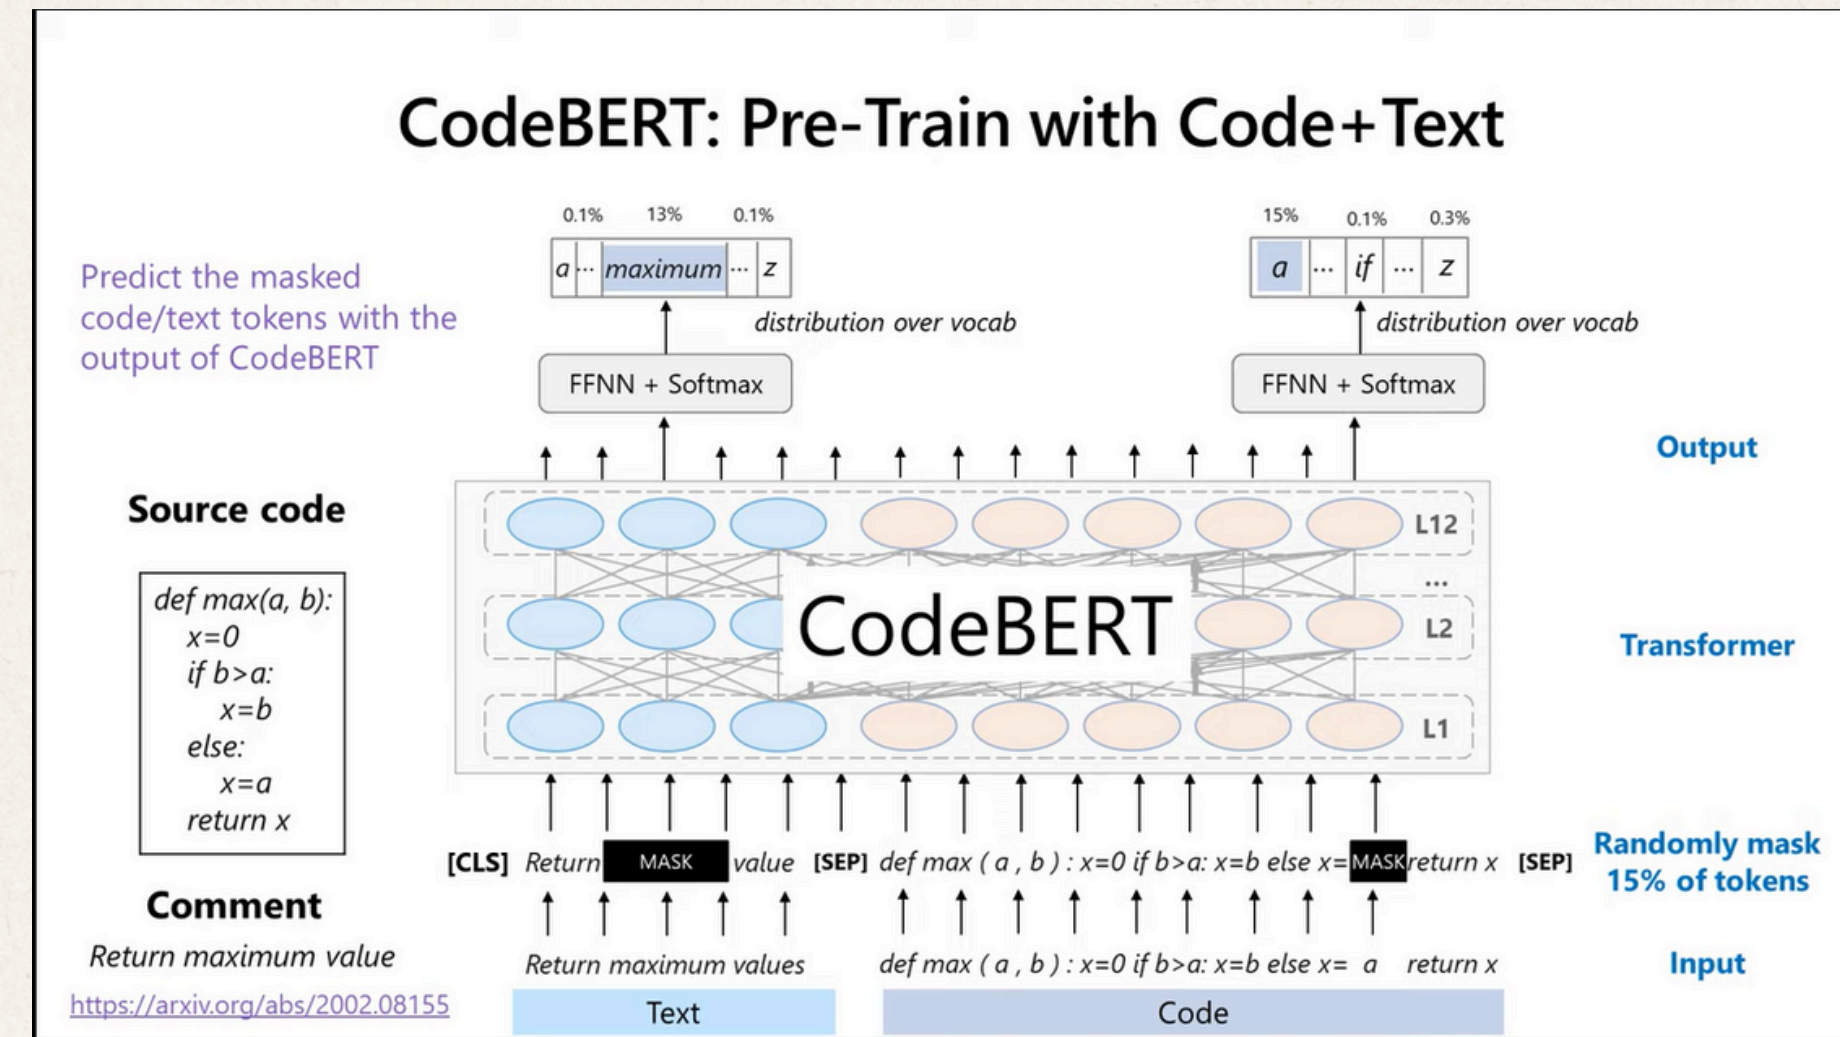 CodeBERT: Pre-Train with Code+Text
Predict the masked
code/text tokens with the
output of CodeBERT
0.1% 13% 0.1%
a ... maximum ... z
distribution over vocab
FFNN + Softmax
15% 0.1% 0.3%
a ... if ... z
distribution over vocab
FFNN + Softmax
Output
Source code
def max(a, b):
x=0
if b>a:
x=b
else:
x=a
return x
Comment
Return maximum value
https://arxiv.org/abs/2002.08155
L12
...
L2
L1
CodeBERT
Transformer
[CLS] Return MASK value [SEP] def max ( a , b ) : x=0 if b>a: x=b else x= MASK return x [SEP]
Randomly mask
15% of tokens
Return maximum values
def max ( a , b ) : x=0 if b>a: x=b else x= a return x
Input
Text
Code